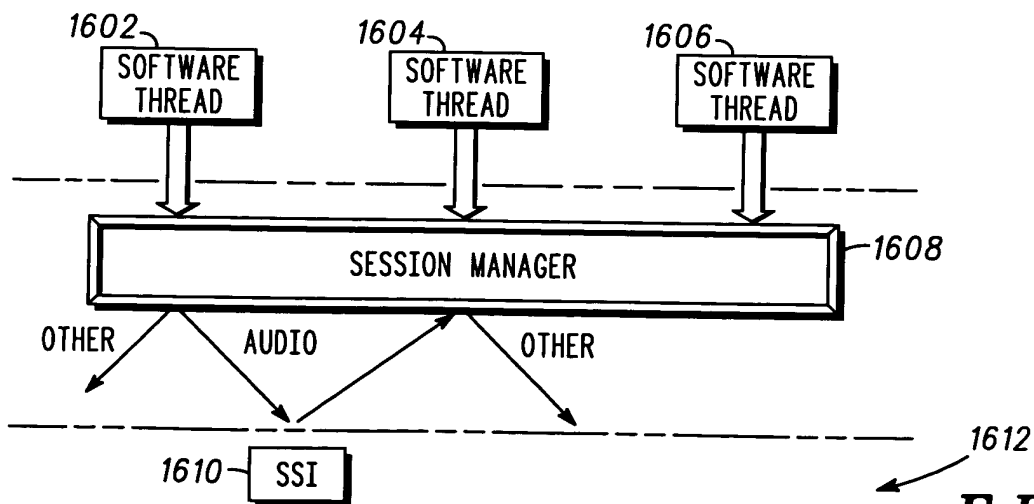 1602
1604
1606
SOFTWARE
THREAD
SOFTWARE
THREAD
SOFTWARE
THREAD
SESSION MANAGER
1608
OTHER
AUDIO
OTHER
1610
SSI
1612